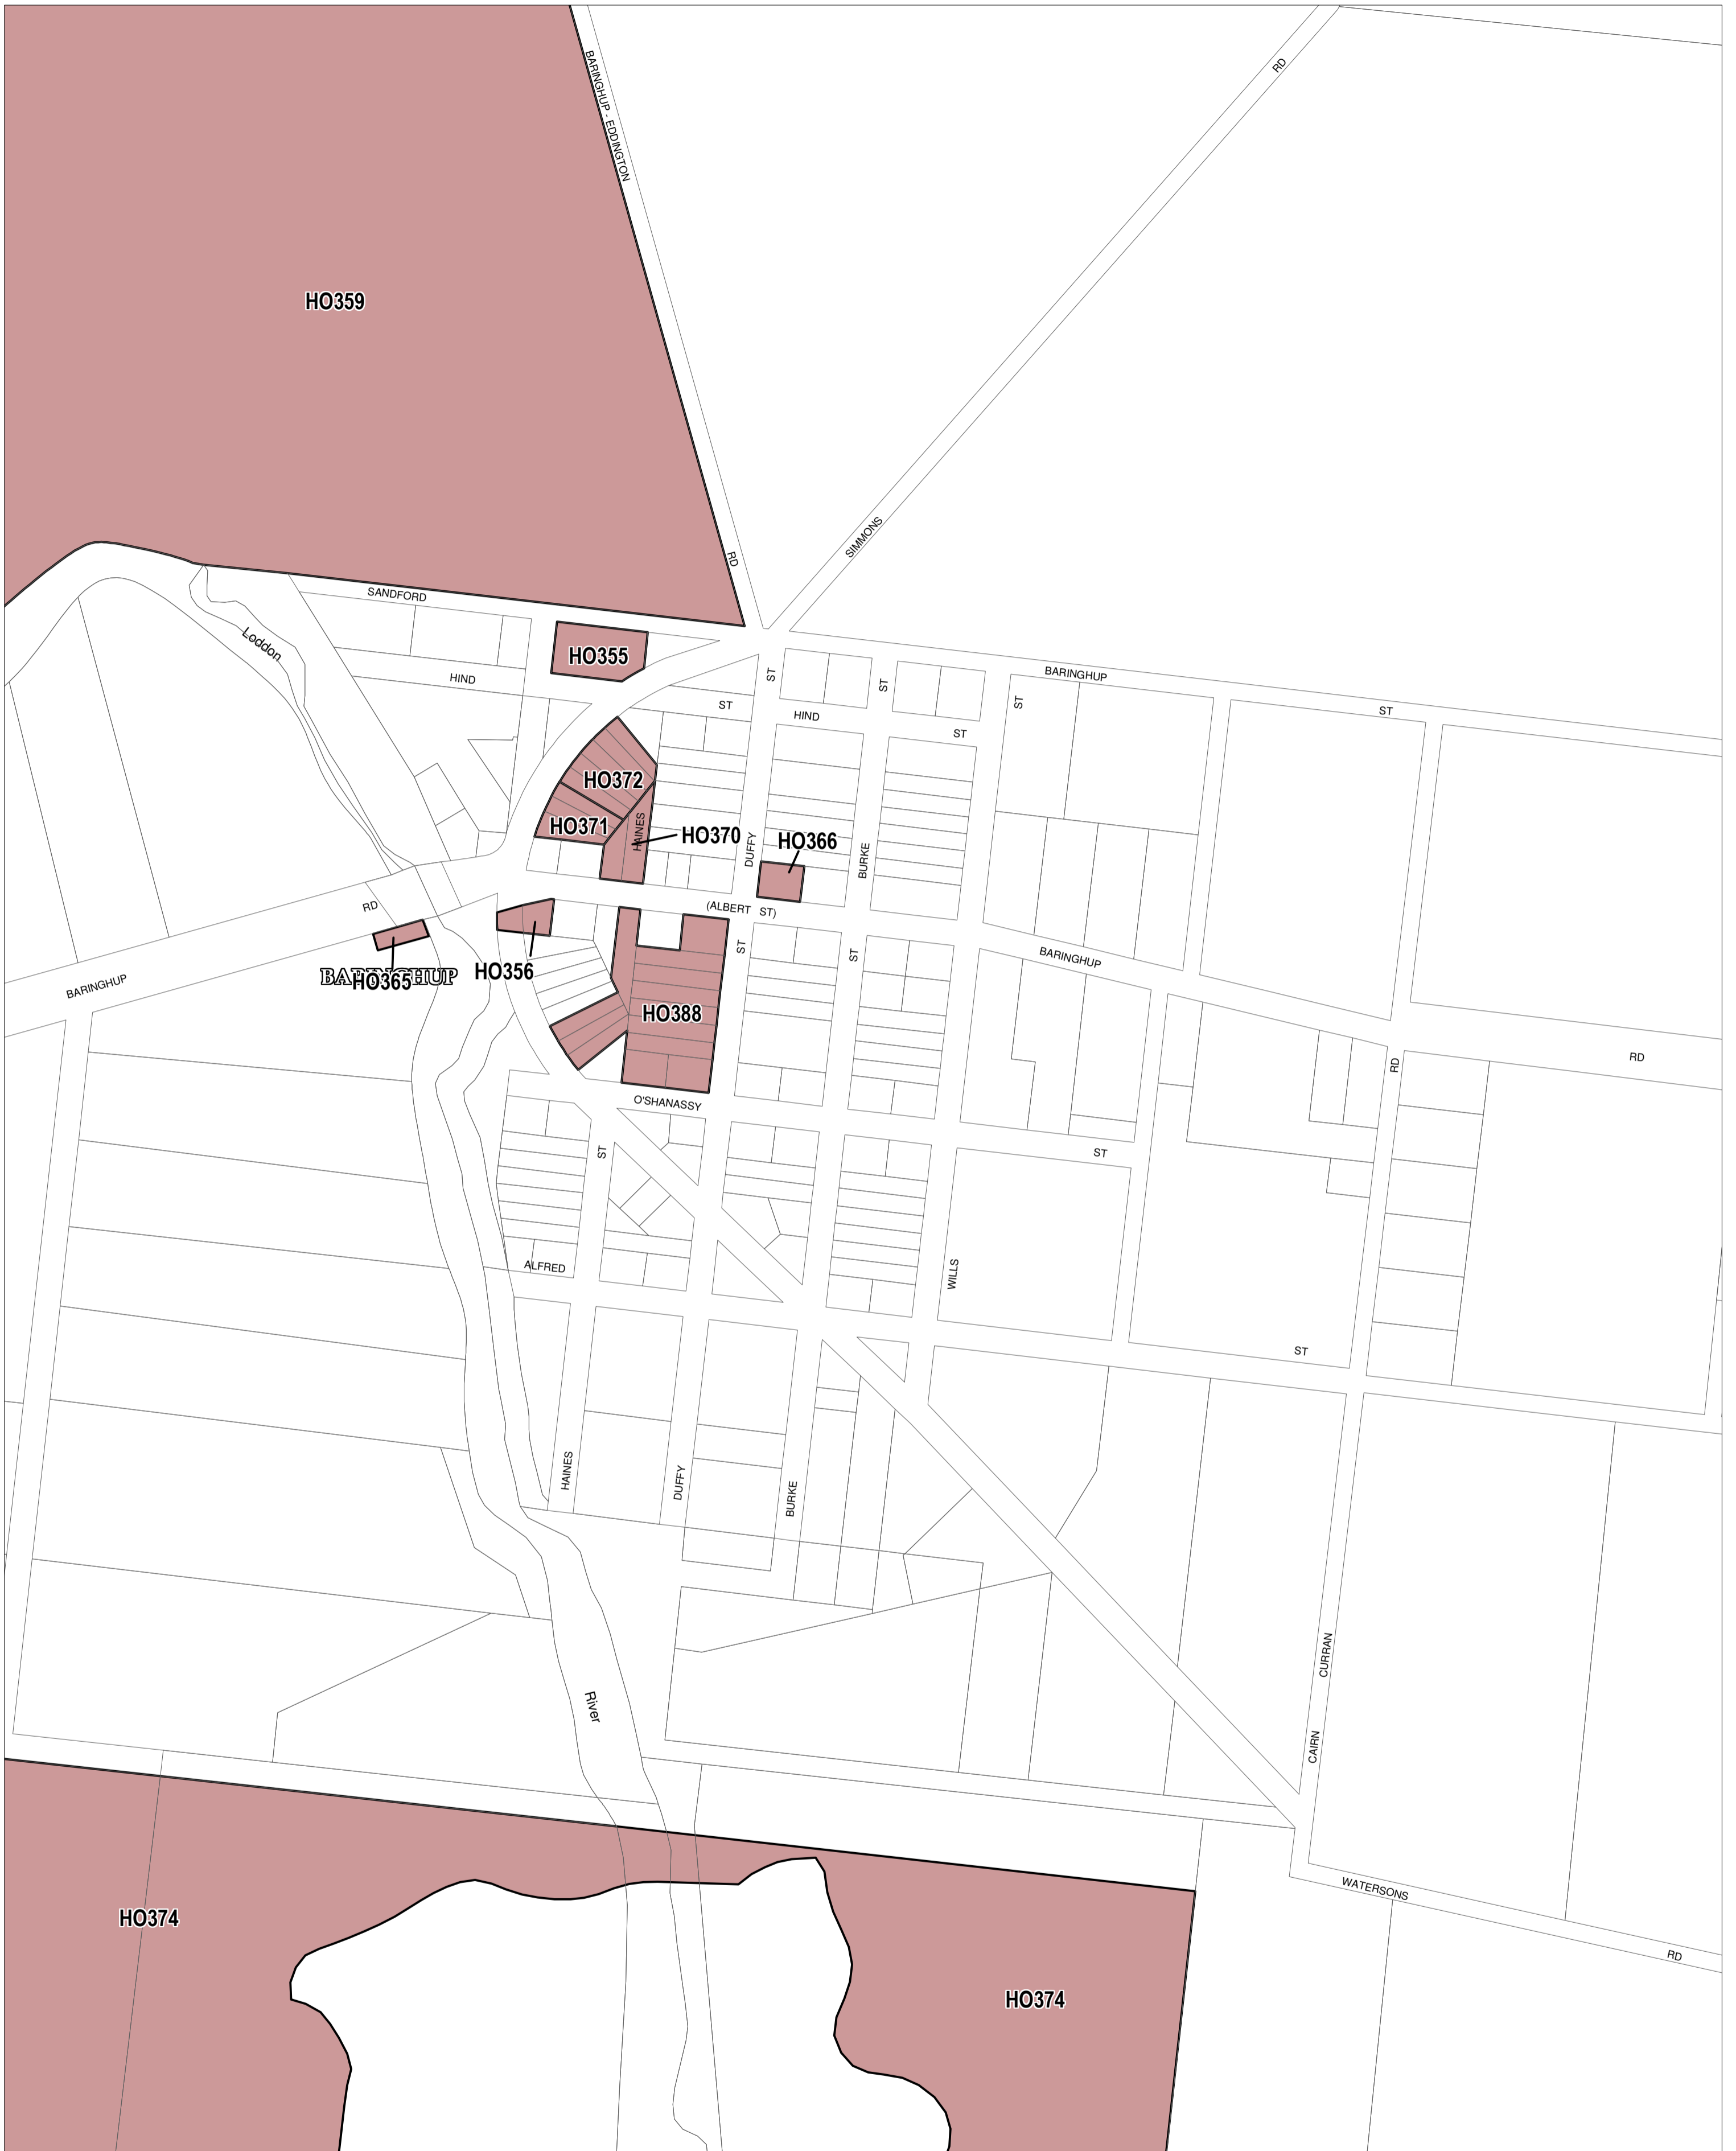 BARINGHUP - EDDINGTON
RD
RD
SIMMONS
HO359
SANDFORD
Loddon
HO355
HIND
ST
ST
ST
ST
BARINGHUP
ST
HIND
ST
HO372
HO371
HAINES
HO370
DUFFY
HO366
BURKE
RD
(ALBERT ST)
ST
ST
BARINGHUP
BARINGHUP
HO365
HO356
BARINGHUP
HO388
RD
RD
O'SHANASSY
ST
ST
ALFRED
WILLS
ST
HAINES
DUFFY
BURKE
River
CURRAN
CAIRN
WATERSONS
RD
HO374
HO374